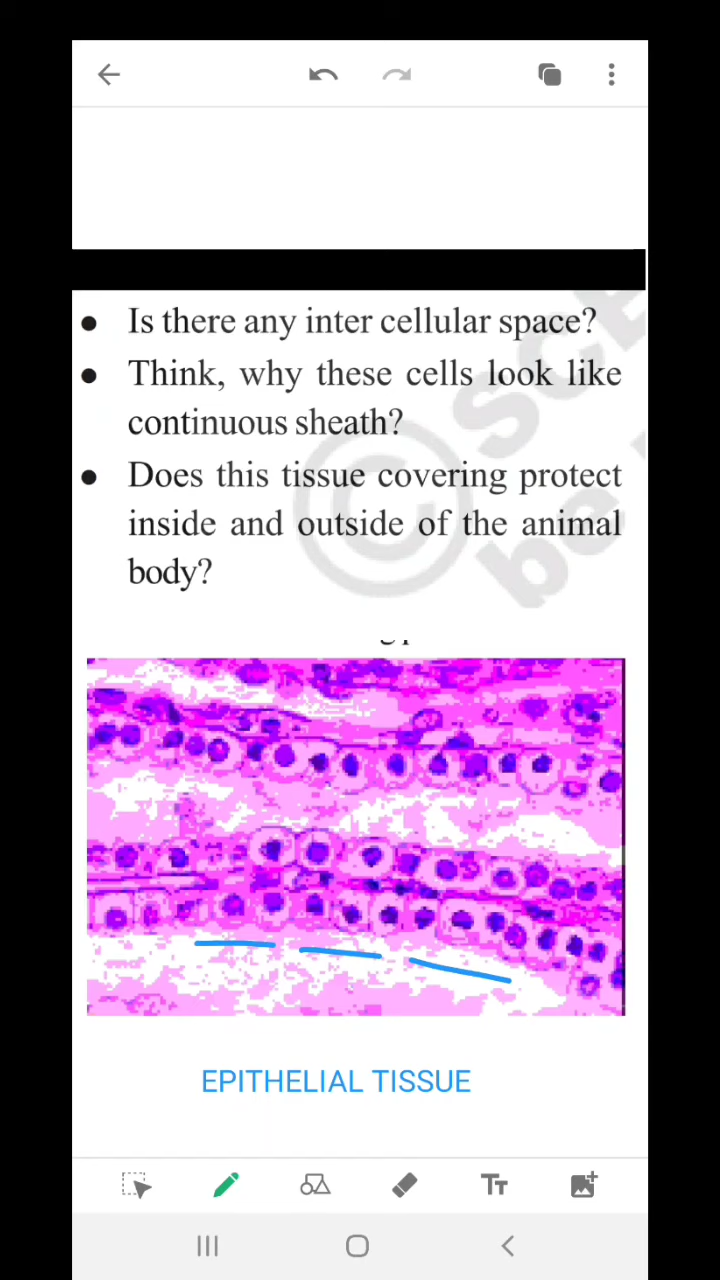 ● Is there any inter cellular space?
● Think, why these cells look like
continuous sheath?
● Does this tissue covering protect
inside and outside of the animal
body?
EPITHELIAL TISSUE
TT